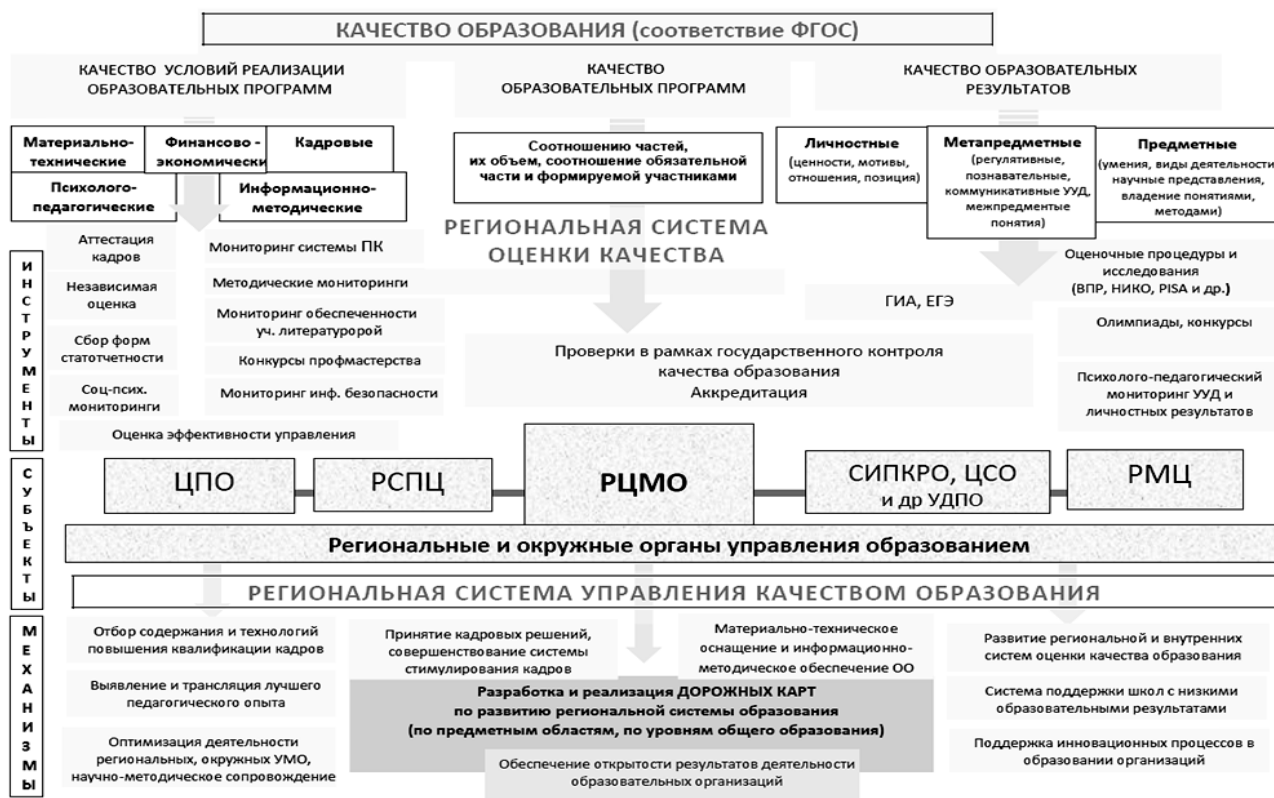 КАЧЕСТВО ОБРАЗОВАНИЯ (соответствие ФГОС)
КАЧЕСТВО УСЛОВИЙ РЕАЛИЗАЦИИ
ОБРАЗОВАТЕЛЬНЫХ ПРОГРАММ
КАЧЕСТВО
ОБРАЗОВАТЕЛЬНЫХ ПРОГРАММ
КАЧЕСТВО ОБРАЗОВАТЕЛЬНЫХ
РЕЗУЛЬТАТОВ
Материально-
технические
Финансово -
экономически
Кадровые
Психолого-
педагогические
Информационно-
методические
Соотношению частей,
их объем, соотношение обязательной
части и формируемой участниками
Личностные
(ценности, мотивы,
отношения, позиция)
Метапредметные
(регулятивные,
познавательные,
коммуникативные УУД,
межпредментые
понятия)
Предметные
(умения, виды деятельности
научные представления,
владение понятиями,
методами)
РЕГИОНАЛЬНАЯ СИСТЕМА
ОЦЕНКИ КАЧЕСТВА
ИНСТРУМЕНТЫ
Аттестация
кадров
Независимая
оценка
Сбор форм
статотчетности
Соц-псих.
мониторинги
Мониторинг системы ПК
Методические мониторинги
Мониторинг обеспеченности
уч. литературорой
Конкурсы профмастерства
Мониторинг инф. безопасности
Оценка эффективности управления
Проверки в рамках государственного контроля
качества образования
Аккредитация
ГИА, ЕГЭ
Оценочные процедуры и
исследования
(ВПР, НИКО, PISA и др.)
Олимпиады, конкурсы
Психолого-педагогический
мониторинг УУД и
личностных результатов
СУБЪЕКТЫ
ЦПО
РСПЦ
РЦМО
СИПКРО, ЦСО
и др УДПО
РМЦ
Региональные и окружные органы управления образованием
РЕГИОНАЛЬНАЯ СИСТЕМА УПРАВЛЕНИЯ КАЧЕСТВОМ ОБРАЗОВАНИЯ
МЕХАНИЗМЫ
Отбор содержания и технологий
повышения квалификации кадров
Выявление и трансляция лучшего
педагогического опыта
Оптимизация деятельности
региональных, окружных УМО,
научно-методическое сопровождение
Принятие кадровых решений,
совершенствование системы
стимулирования кадров
Материально-техническое
оснащение и информационно-
методическое обеспечение ОО
Разработка и реализация ДОРОЖНЫХ КАРТ
по развитию региональной системы образования
(по предметным областям, по уровням общего образования)
Обеспечение открытости результатов деятельности
образовательных организаций
Развитие региональной и внутренних
систем оценки качества образования
Система поддержки школ с низкими
образовательными результатами
Поддержка инновационных процессов в
образовании организаций